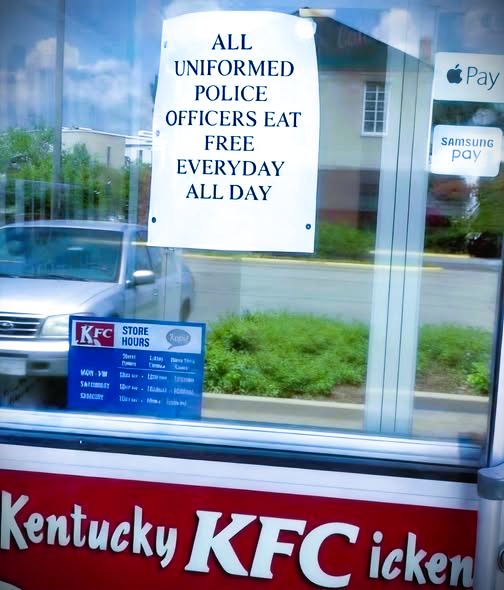 ALL
UNIFORMED
POLICE
OFFICERS EAT
FREE
EVERYDAY
ALL DAY
Pay
SAMSUNG
pay
KFC
STORE
HOURS
Kentucky KFC icken